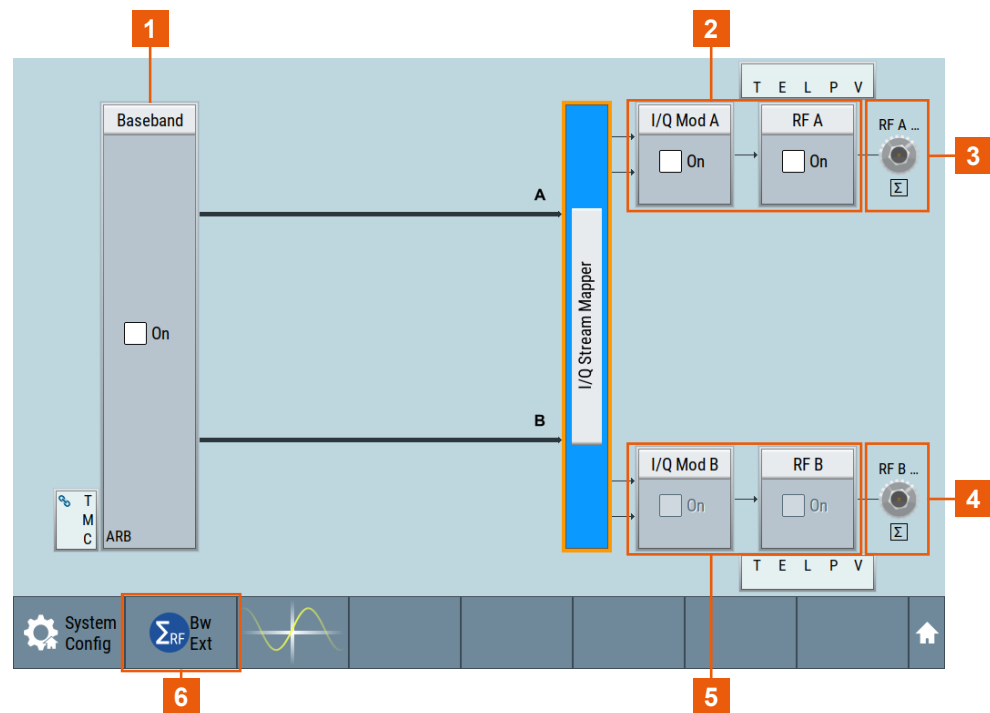 1
2
T E L P V
Baseband
I/Q Mod A
RF A
RF A ...
On
On
3
Σ
A
I/Q Stream Mapper
On
B
I/Q Mod B
RF B
RF B ...
On
On
4
Σ
T
M
C
ARB
T E L P V
System
Config
ΣRF
Bw
Ext
6
5